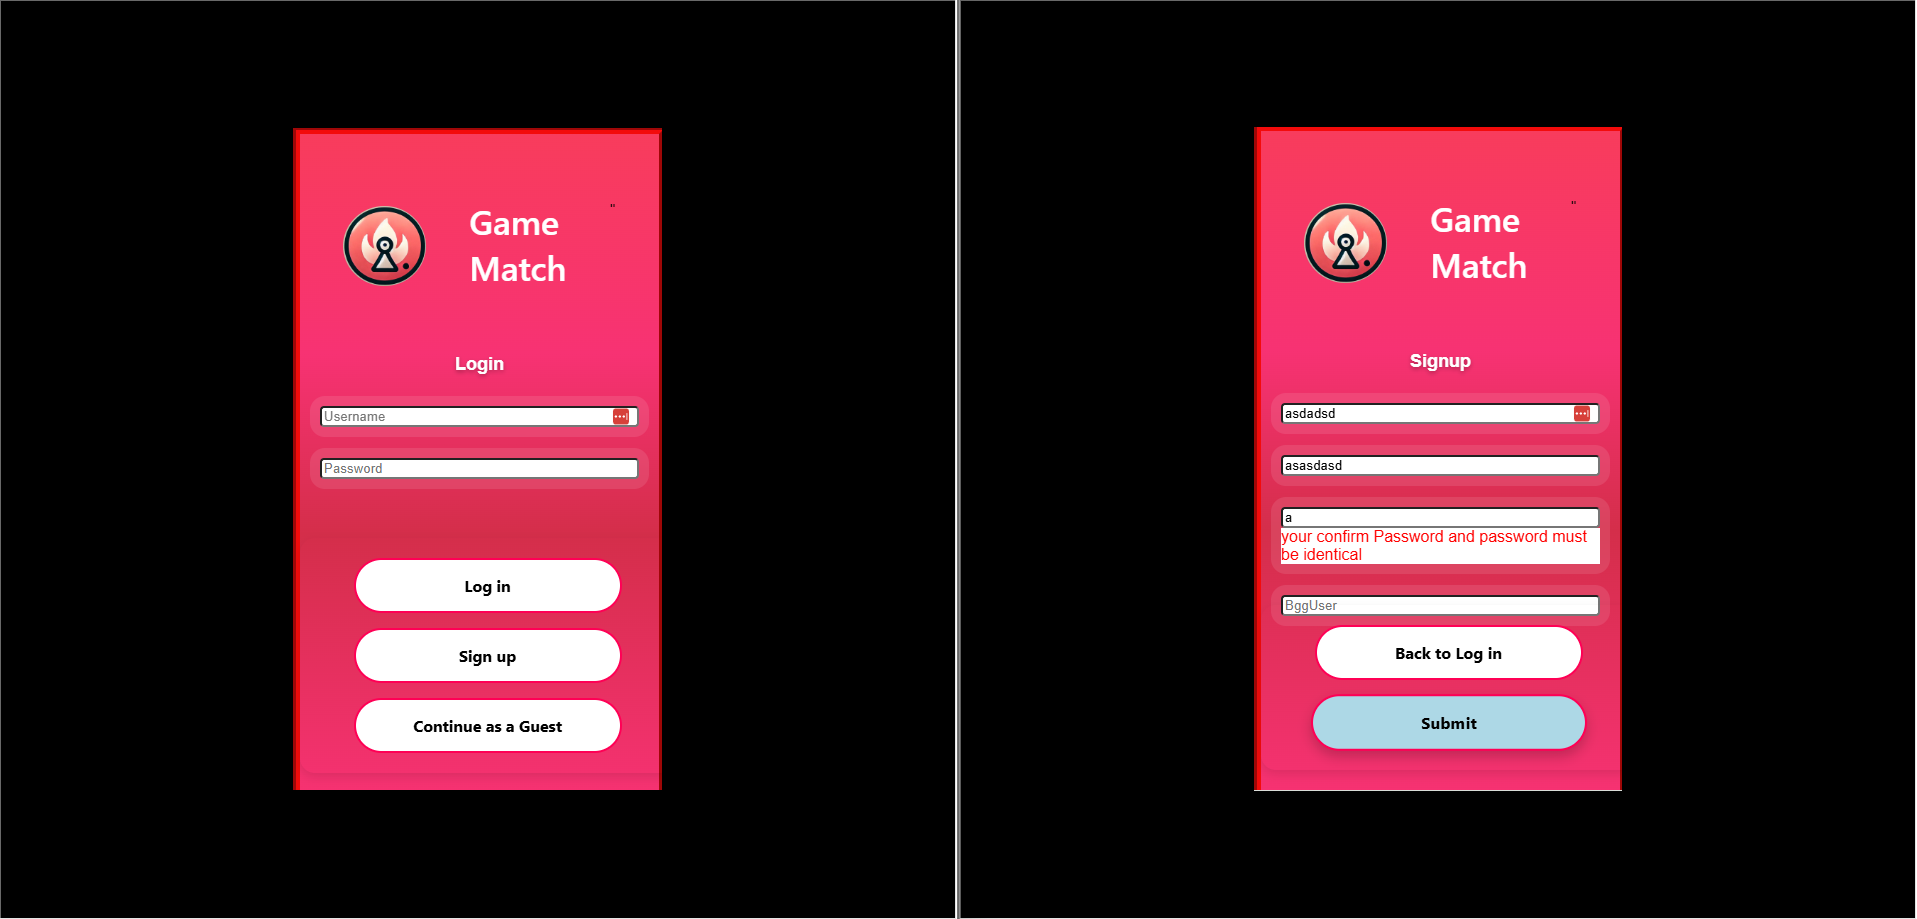 Game
Match
"
Login
Username
Password
Log in
Sign up
Continue as a Guest
Game
Match
"
Signup
asdadsd
asasdasd
a
your confirm Password and password must
be identical
BggUser
Back to Log in
Submit